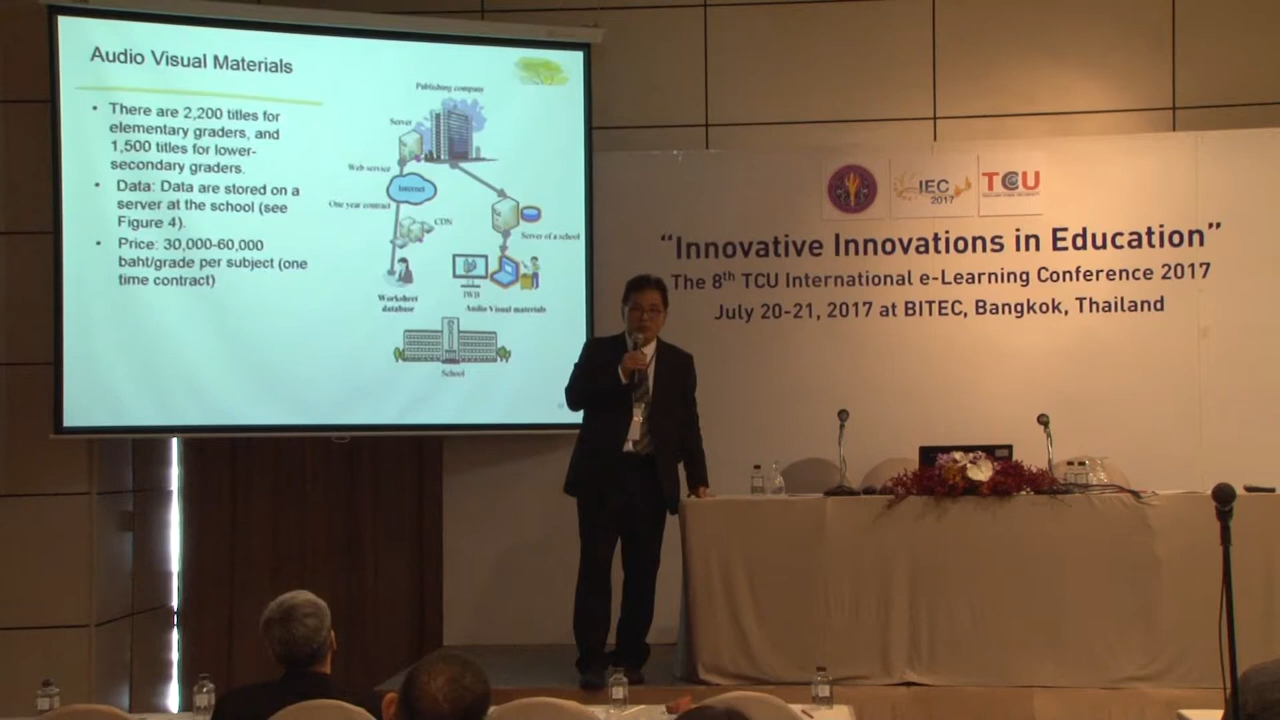 Audio Visual Materials
• There are 2,200 titles for
elementary graders, and
1,500 titles for lower-
secondary graders.
• Data: Data are stored on a
server at the school (see
Figure 4).
• Price: 30,000-60,000
baht/grade per subject (one
time contract)
Publishing company
Server
Web service
Internet
One year contract
CDN
Server of a school
IWB
Worksheet
database
Audio Visual materials
School
IEC
2017
TCU
“Innovative Innovations in Education”
The 8th TCU International e-Learning Conference 2017
July 20-21, 2017 at BITEC, Bangkok, Thailand